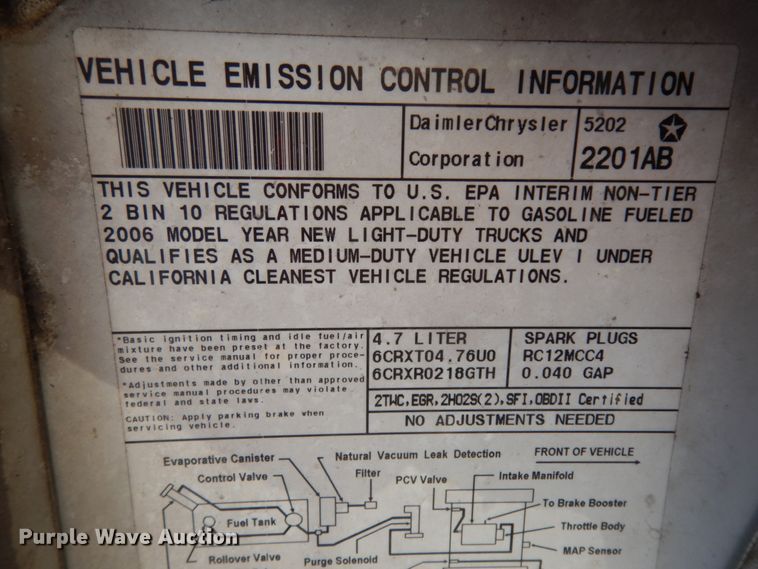 VEHICLE EMISSION CONTROL INFORMATION
DaimlerChrysler
Corporation
5202
2201AB
THIS VEHICLE CONFORMS TO U.S. EPA INTERIM NON-TIER
2 BIN 10 REGULATIONS APPLICABLE TO GASOLINE FUELED
2006 MODEL YEAR NEW LIGHT-DUTY TRUCKS AND
QUALIFIES AS A MEDIUM-DUTY VEHICLE ULEV I UNDER
CALIFORNIA CLEANEST VEHICLE REGULATIONS.
*Basic ignition timing and idle fuel/air
mixture have been preset at the factory.
See the service manual for proper proce-
dures and other additional information.
*Adjustments made by other than approved
service manual procedures may violate
federal and state laws.
CAUTION: Apply parking brake when
servicing vehicle.
4.7 LITER
6CRXT04.76U0
6CRXR0218GTH
SPARK PLUGS
RC12MCC4
0.040 GAP
2TWC,EGR,2HO2S(2),SFI,OBDII Certified
NO ADJUSTMENTS NEEDED
Evaporative Canister
Natural Vacuum Leak Detection
FRONT OF VEHICLE
Control Valve
Filter
PCV Valve
Intake Manifold
To Brake Booster
Fuel Tank
Throttle Body
Rollover Valve
Purge Solenoid
MAP Sensor
Purple Wave Auction